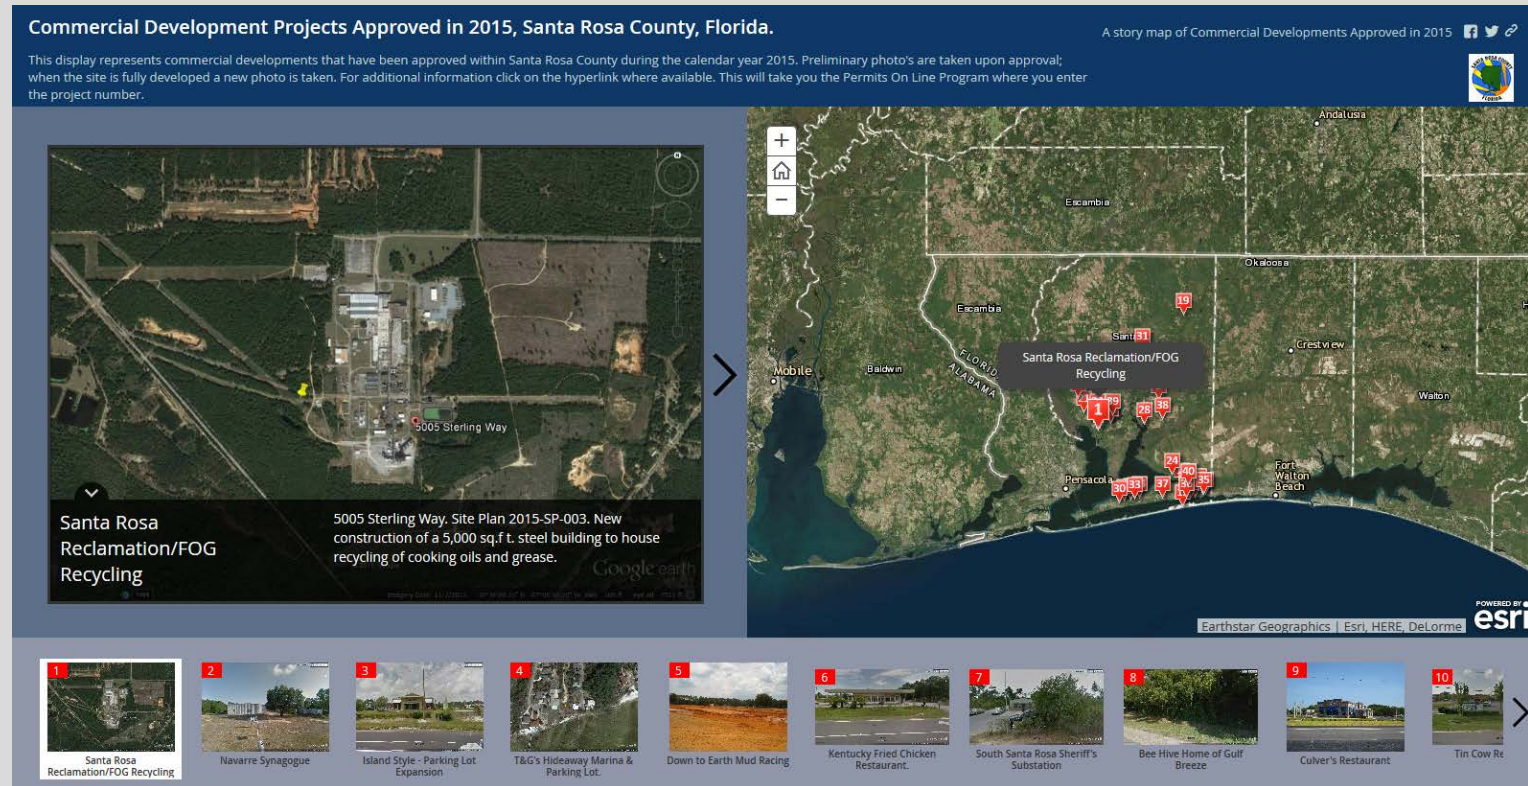 Commercial Development Projects Approved in 2015, Santa Rosa County, Florida.
A story map of Commercial Developments Approved in 2015
This display represents commercial developments that have been approved within Santa Rosa County during the calendar year 2015. Preliminary photo's are taken upon approval;
when the site is fully developed a new photo is taken. For additional information click on the hyperlink where available. This will take you the Permits On Line Program where you enter
the project number.
SANTA ROSA COUNTY
FLORIDA
5005 Sterling Way
Santa Rosa
Reclamation/FOG
Recycling
5005 Sterling Way. Site Plan 2015-SP-003. New
construction of a 5,000 sq.f t. steel building to house
recycling of cooking oils and grease.
Google earth
+
−
Andalusia
Escambia
Okaloosa
Escambia
19
Sant
31
Santa Rosa Reclamation/FOG
Recycling
Crestview
FLORID
ALABAMA
Mobile
Baldwin
Walton
1
39
28
38
24
40
Pensacola
30
33
37
35
Fort
Walton
Beach
POWERED BY
esri
Earthstar Geographics | Esri, HERE, DeLorme
1
Santa Rosa
Reclamation/FOG Recycling
2
Navarre Synagogue
3
Island Style - Parking Lot
Expansion
4
T&G's Hideaway Marina &
Parking Lot.
5
Down to Earth Mud Racing
6
Kentucky Fried Chicken
Restaurant.
7
South Santa Rosa Sheriff's
Substation
8
Bee Hive Home of Gulf
Breeze
9
Culver's Restaurant
10
Tin Cow Re